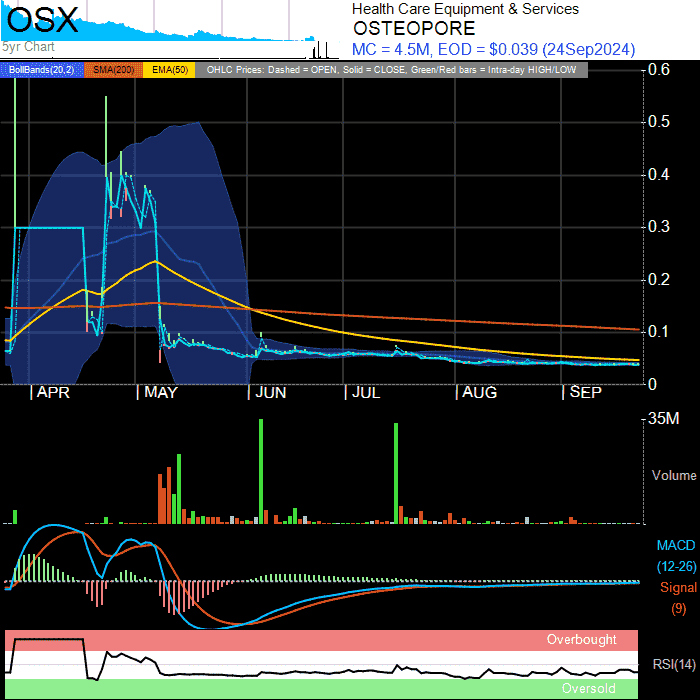 OSX
5yr Chart
Health Care Equipment & Services
OSTEOPORE
MC = 4.5M, EOD = $0.039 (24Sep2024)
BollBands(20,2) SMA(200) EMA(50) OHLC Prices: Dashed = OPEN, Solid = CLOSE, Green/Red bars = Intra-day HIGH/LOW
0.6
0.5
0.4
0.3
0.2
0.1
0
APR MAY JUN JUL AUG SEP
35M
Volume
MACD
(12-26)
Signal
(9)
Overbought
RSI(14)
Oversold